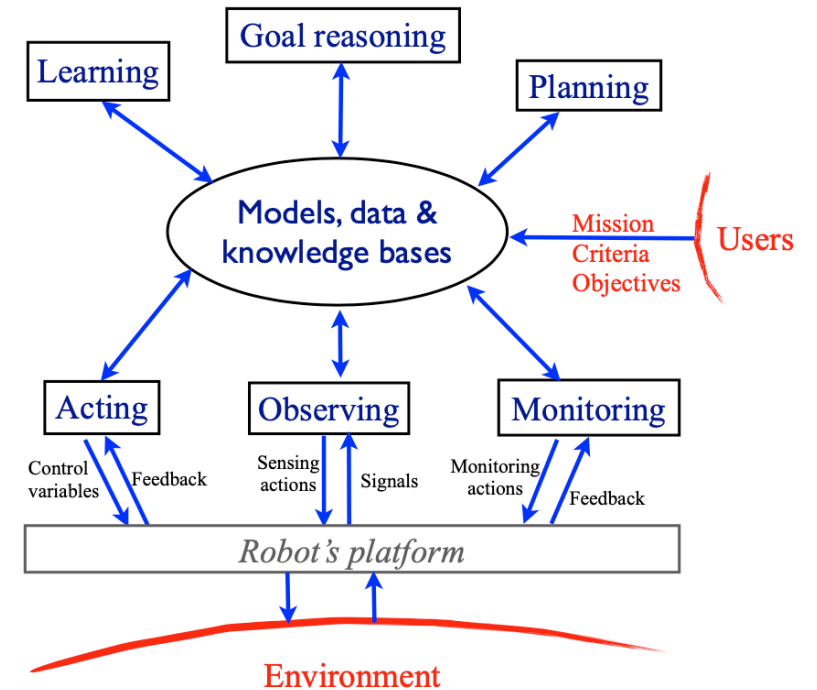 Goal reasoning
Learning
Planning
Models, data &
knowledge bases
Mission
Criteria
Objectives
Users
Acting
Observing
Monitoring
Control
variables
Feedback
Sensing
actions
Signals
Monitoring
actions
Feedback
Robot's platform
Environment